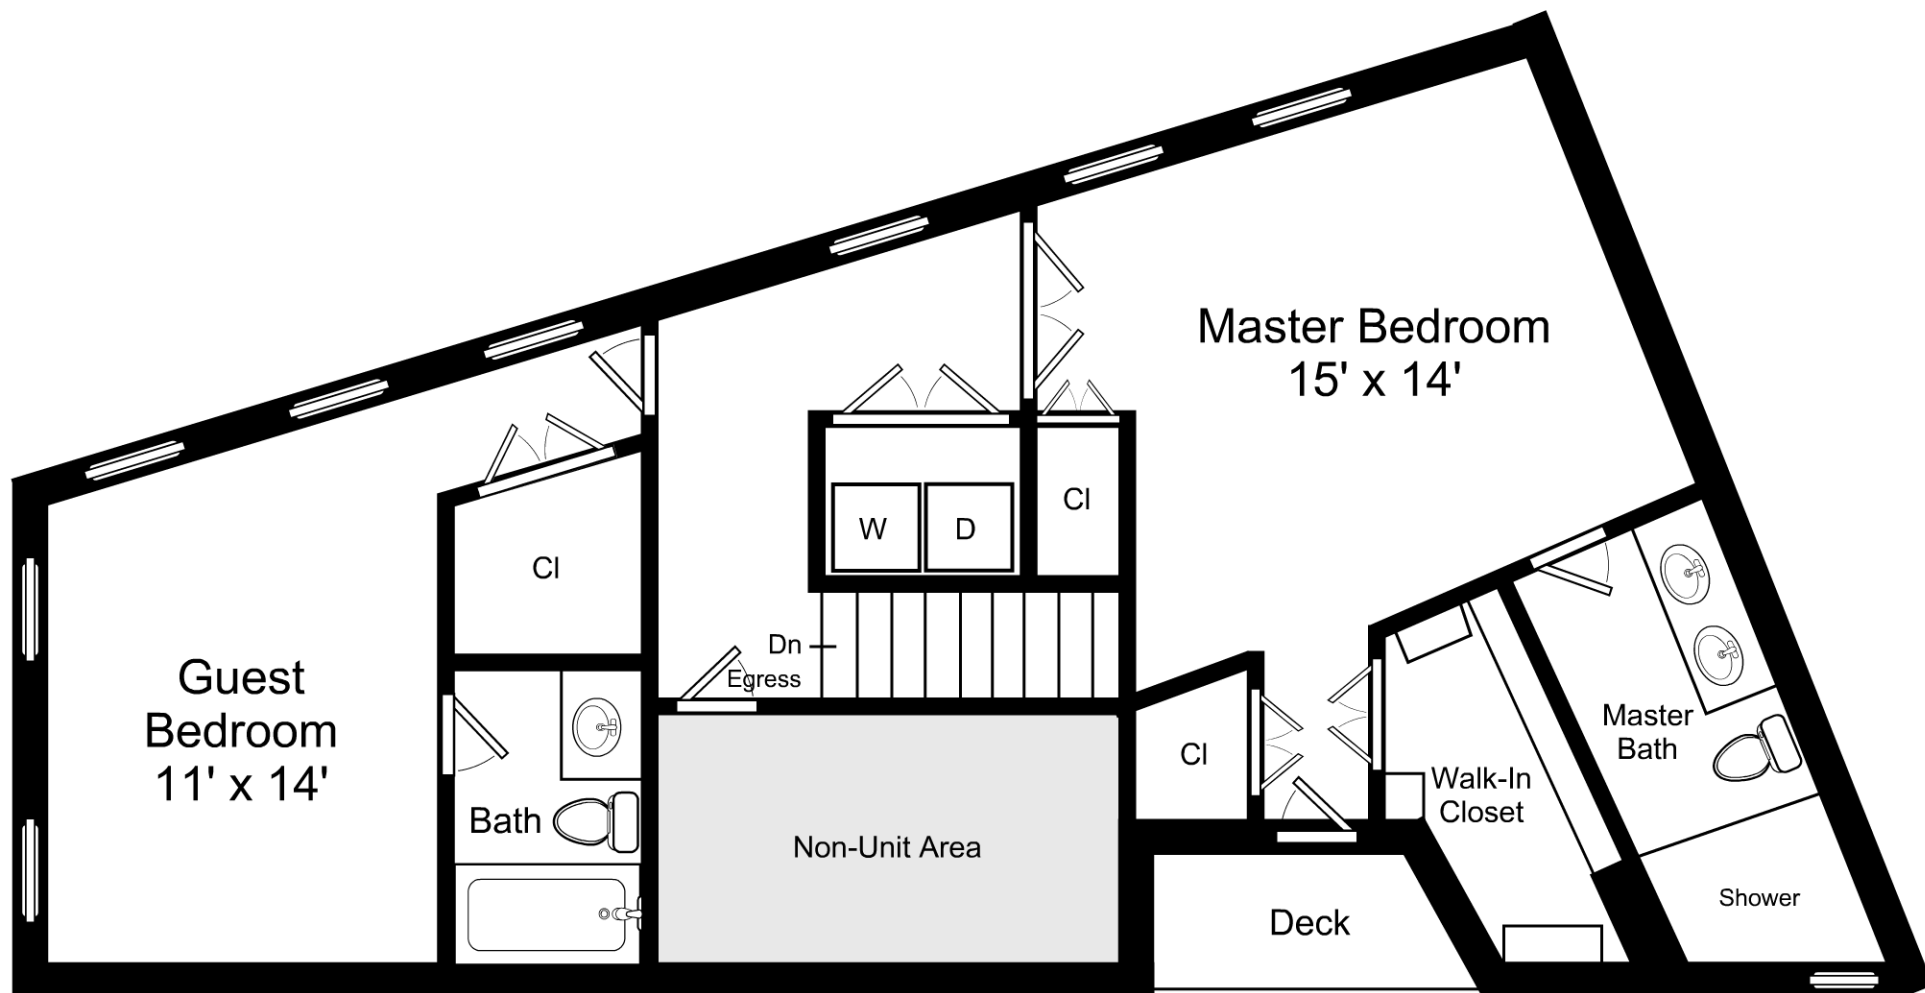 Master Bedroom
15' x 14'
W
D
Cl
Cl
Dn
Egress
Guest
Bedroom
11' x 14'
Bath
Non-Unit Area
Cl
Walk-In
Closet
Master
Bath
Shower
Deck